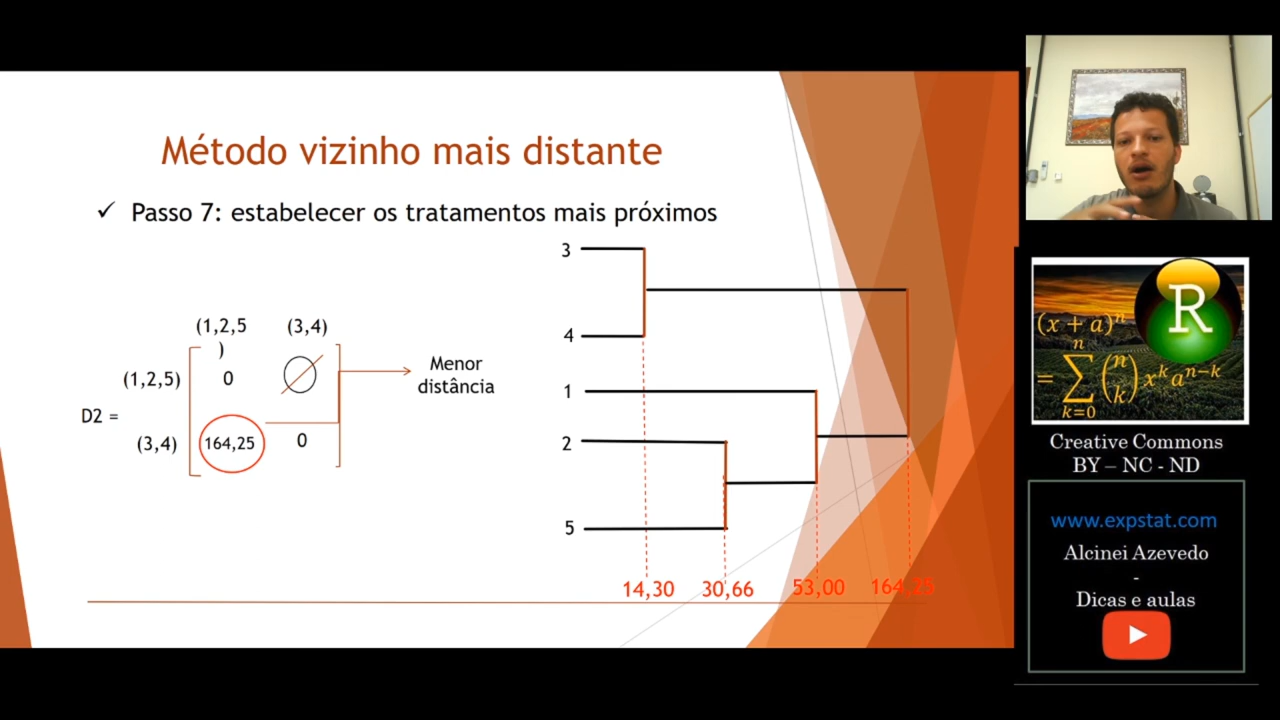 Método vizinho mais distante
✓ Passo 7: estabelecer os tratamentos mais próximos
(1,2,5
)
(3,4)
(1,2,5)
0
D2 =
(3,4)
164,25
0
Menor
distância
3
4
1
2
5
14,30
30,66
53,00
164,25
R
(x + a)^n
= ∑_{k=0}^{n} (n k) x^k a^{n-k}
Creative Commons
BY – NC - ND
www.expstat.com
Alcinei Azevedo
-
Dicas e aulas